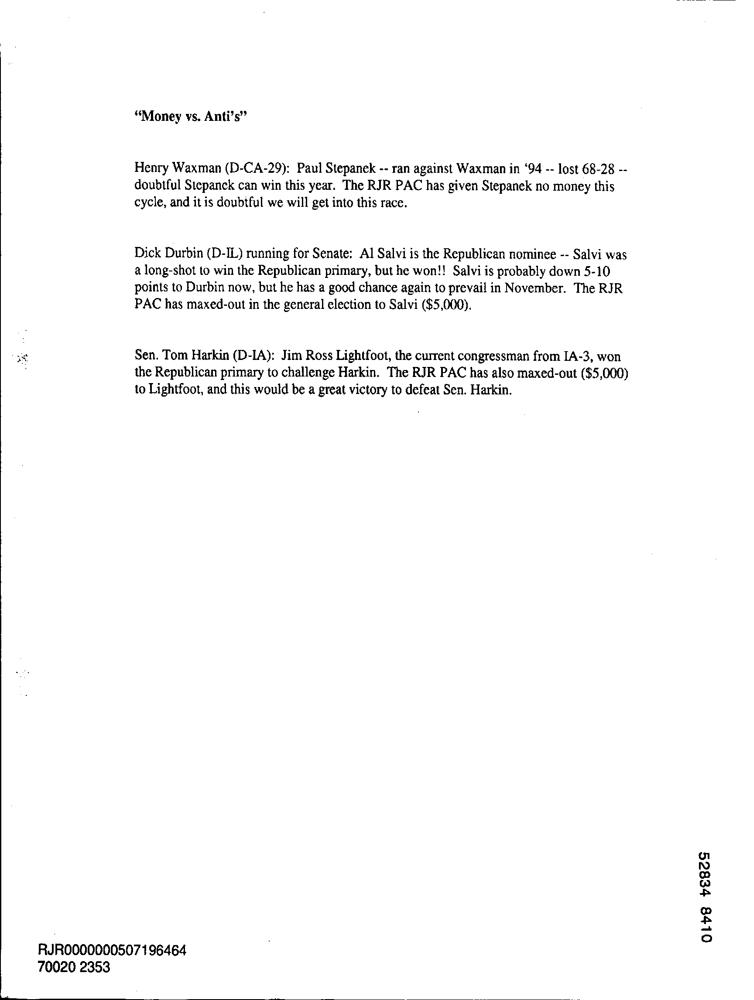 “Money vs. Anti’s”
Henry Waxman (D-CA-29): Paul Stepanek -- ran against Waxman in ‘94 -- lost 68-28 --
doubtful Stepanek can win this year. The RJR PAC has given Stepanek no money this
cycle, and it is doubtful we will get into this race.
Dick Durbin (D-IL) running for Senate: Al Salvi is the Republican nominee -- Salvi was
a long-shot to win the Republican primary, but he won!! Salvi is probably down 5-10
points to Durbin now, but he has a good chance again to prevail in November. The RJR
PAC has maxed-out in the general election to Salvi ($5,000).
Sen. Tom Harkin (D-IA): Jim Ross Lightfoot, the current congressman from IA-3, won
the Republican primary to challenge Harkin. The RJR PAC has also maxed-out ($5,000)
to Lightfoot, and this would be a great victory to defeat Sen. Harkin.
52834 8410
RJR0000000507196464
70020 2353